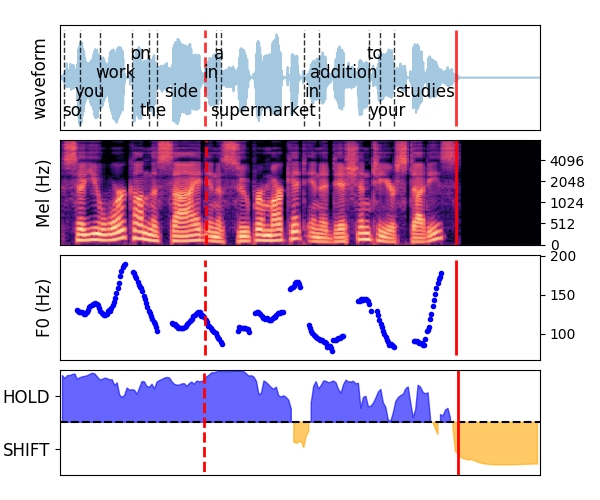 waveform
on a to
work in addition
you side in studies
so the supermarket your
Mel (Hz)
4096
2048
1024
512
0
F0 (Hz)
200
150
100
HOLD
SHIFT